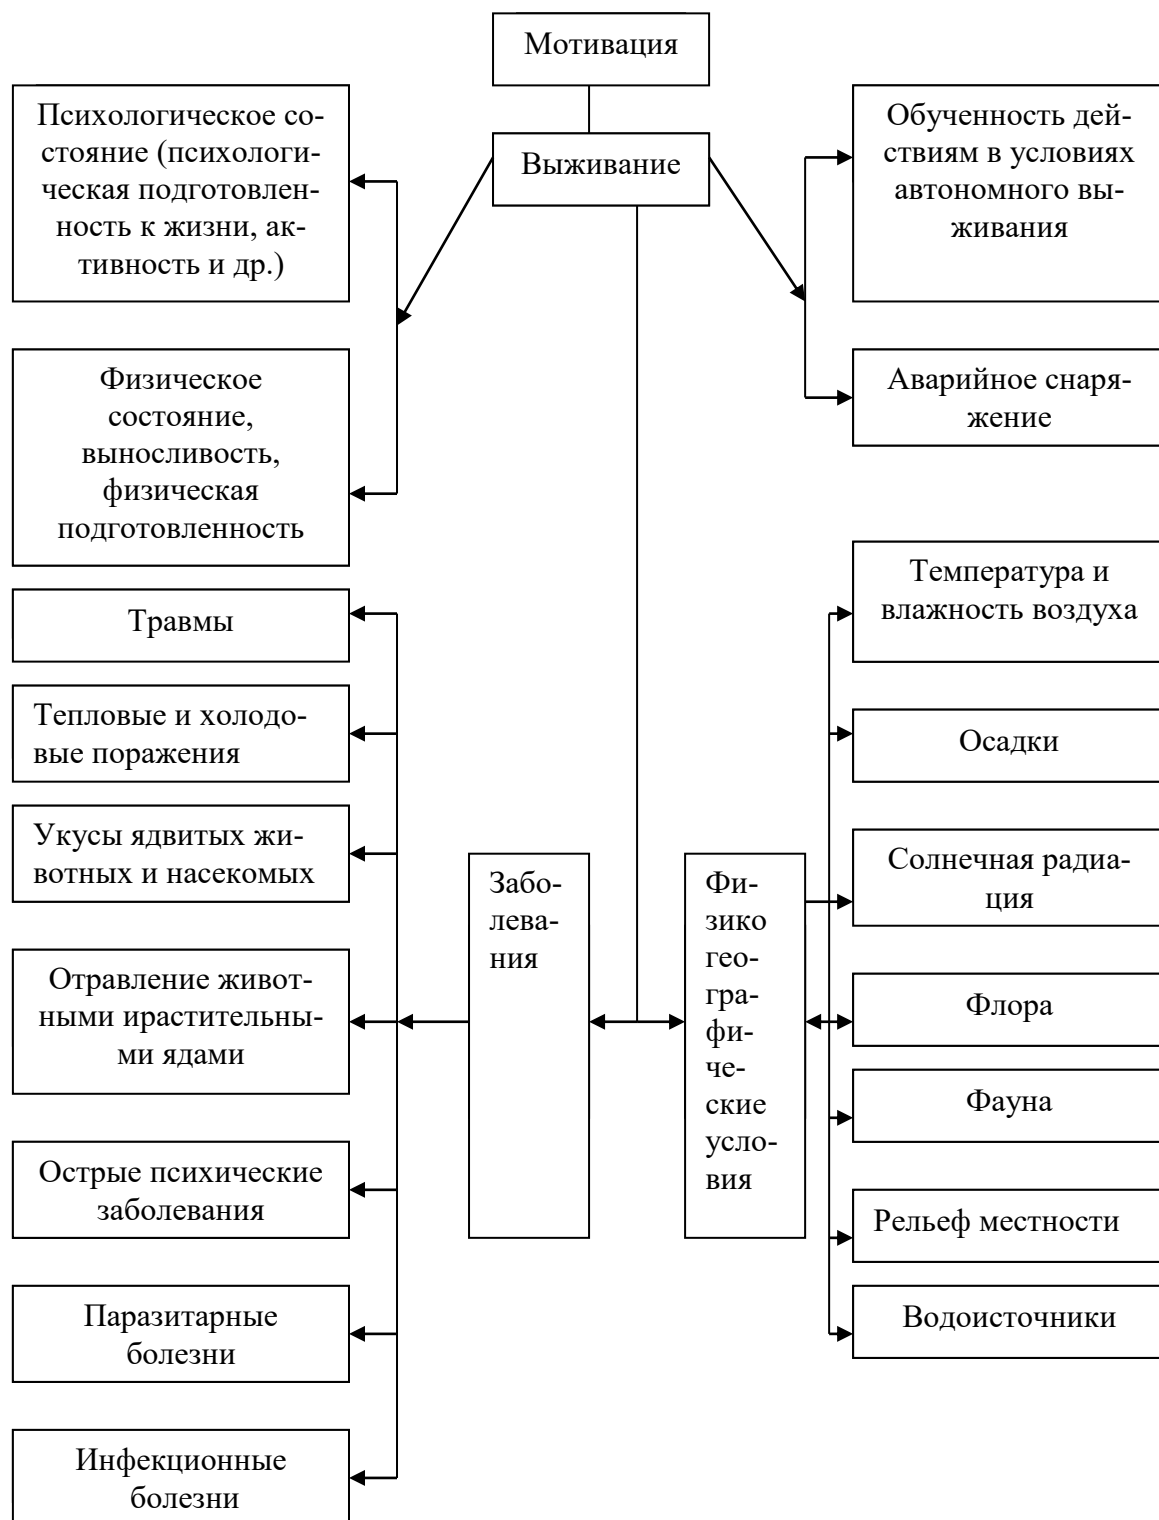 Мотивация
Выживание
Психологическое со-
стояние (психологи-
ческая подготовлен-
ность к жизни, ак-
тивность и др.)
Физическое
состояние,
выносливость,
физическая
подготовленность
Обученность дей-
ствиям в условиях
автономного вы-
живания
Аварийное снаря-
жение
Травмы
Тепловые и холодо-
вые поражения
Укусы ядвитых жи-
вотных и насекомых
Отравление живот-
ными ирастительны-
ми ядами
Острые психические
заболевания
Паразитарные
болезни
Инфекционные
болезни
Забо-
лева-
ния
Фи-
зико
гео-
гра-
фи-
че-
ские
усло-
вия
Температура и
влажность воздуха
Осадки
Солнечная радиа-
ция
Флора
Фауна
Рельеф местности
Водоисточники